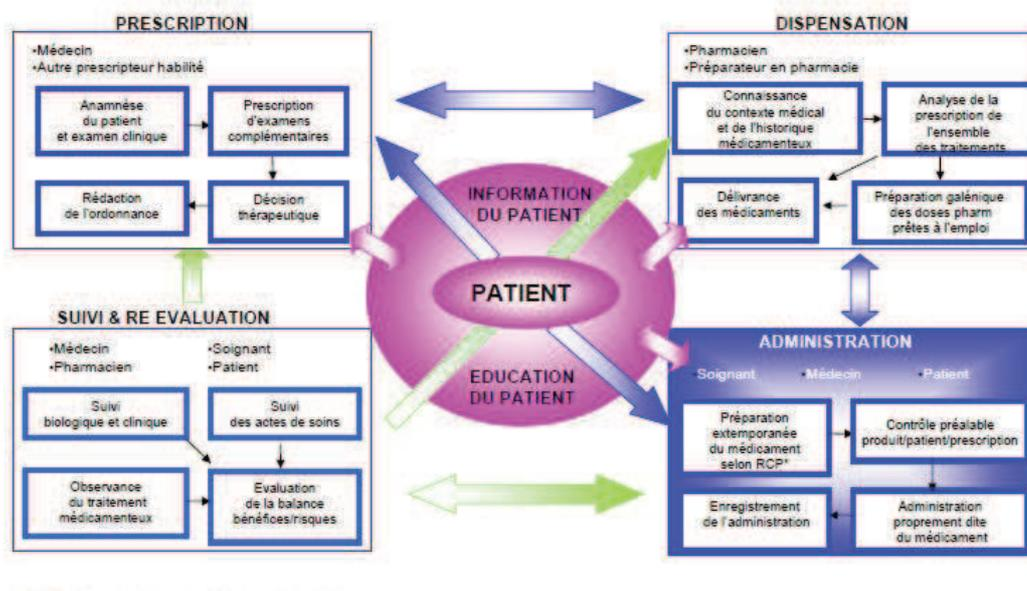 PRESCRIPTION
•Médecin
•Autre prescripteur habilité
Anamnèse
du patient
et examen clinique
Prescription
d'examens
complémentaires
Rédaction
de l'ordonnance
Décision
thérapeutique
DISPENSATION
•Pharmacien
•Préparateur en pharmacie
Connaissance
du contexte médical
et de l'historique
médicamenteux
Analyse de la
prescription de
l'ensemble
des traitements
Délivrance
des médicaments
Préparation galénique
des doses pharm
prêtes à l'emploi
INFORMATION
DU PATIENT
PATIENT
EDUCATION
DU PATIENT
SUIVI & RE EVALUATION
•Médecin
•Soignant
•Pharmacien
•Patient
Suivi
biologique et clinique
Suivi
des actes de soins
Observance
du traitement
médicamenteux
Evaluation
de la balance
bénéfices/risques
ADMINISTRATION
•Soignant
•Médecin
•Patient
Préparation
extemporanée
du médicament
selon RCP*
Contrôle préalable
produit/patient/prescription
Enregistrement
de l'administration
Administration
proprement dite
du médicament